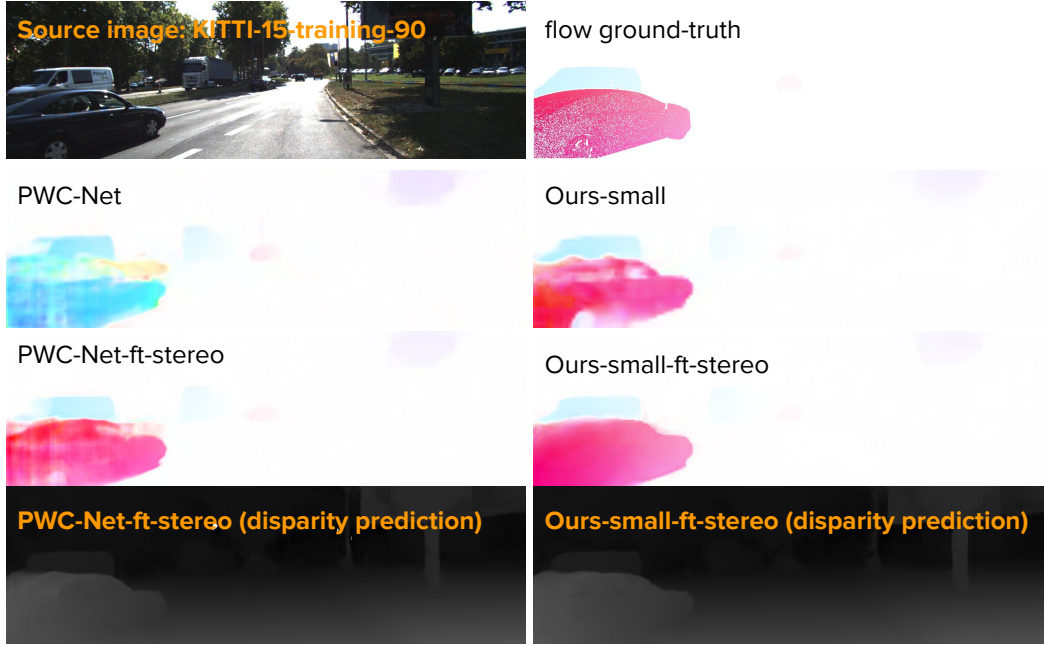 Source image: KITTI-15-training-90
flow ground-truth
PWC-Net
Ours-small
PWC-Net-ft-stereo
Ours-small-ft-stereo
PWC-Net-ft-stereo (disparity prediction)
Ours-small-ft-stereo (disparity prediction)